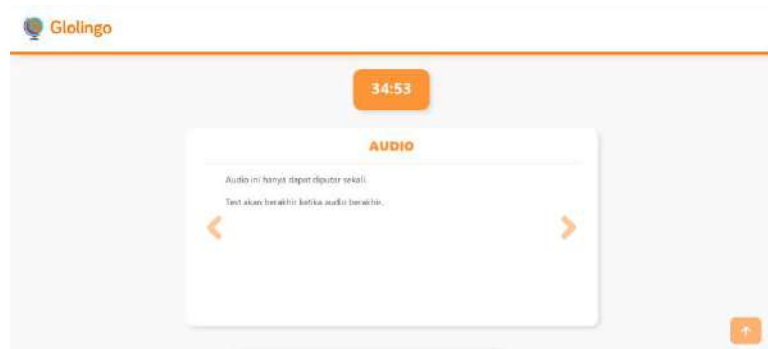 Glolingo
34:53
AUDIO
Audio ini hanya dapat diputar sekali.
Test akan berakhir ketika audio berakhir.